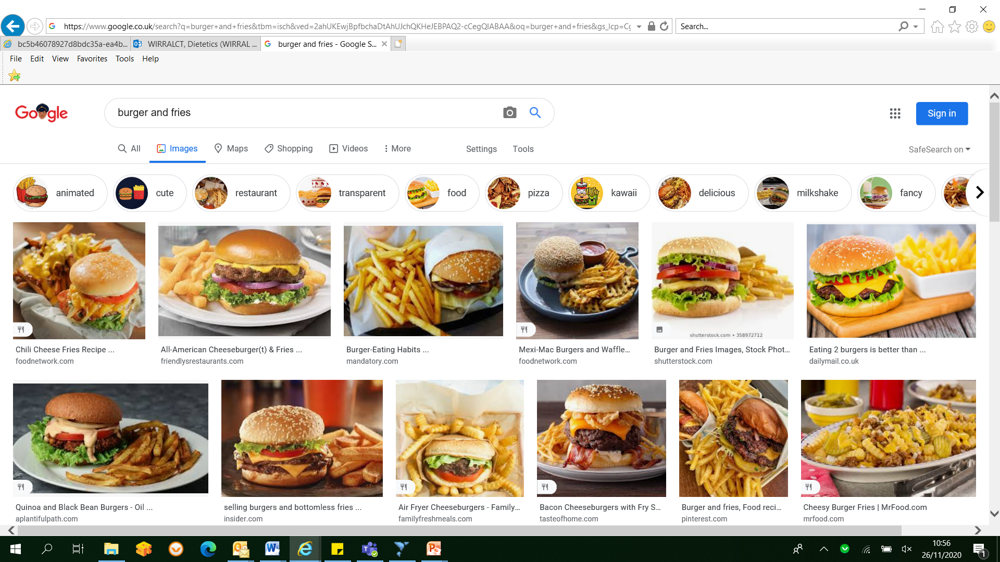 https://www.google.co.uk/search?q=burger+and+fries&tbm=isch&ved=2ahUKEwjBpfbchaDtAhUJchQKHeJEBPAQ2-cCegQIABAA&oq=burger+and+fries&gs_lcp=Cg
Search...
bc5b46078927d8bdc35a-ea4b...
WIRRALCT, Dietetics (WIRRAL ...
burger and fries - Google S...
File Edit View Favorites Tools Help
Google
burger and fries
Sign in
All Images Maps Shopping Videos More Settings Tools SafeSearch on
animated cute restaurant transparent food pizza kawaii delicious milkshake fancy
shutterstock.com • 358972712
Chili Cheese Fries Recipe ...
foodnetwork.com
All-American Cheeseburger(t) & Fries ...
friendlysrestaurants.com
Burger-Eating Habits ...
mandatory.com
Mexi-Mac Burgers and Waffle...
foodnetwork.com
Burger and Fries Images, Stock Phot...
shutterstock.com
Eating 2 burgers is better than ...
dailymail.co.uk
Quinoa and Black Bean Burgers - Oil ...
aplantifulpath.com
selling burgers and bottomless fries ...
insider.com
Air Fryer Cheeseburgers - Family...
familyfreshmeals.com
Bacon Cheeseburgers with Fry S...
tasteofhome.com
Burger and fries, Food reci...
pinterest.com
Cheesy Burger Fries | MrFood.com
mrfood.com
10:56
26/11/2020
1